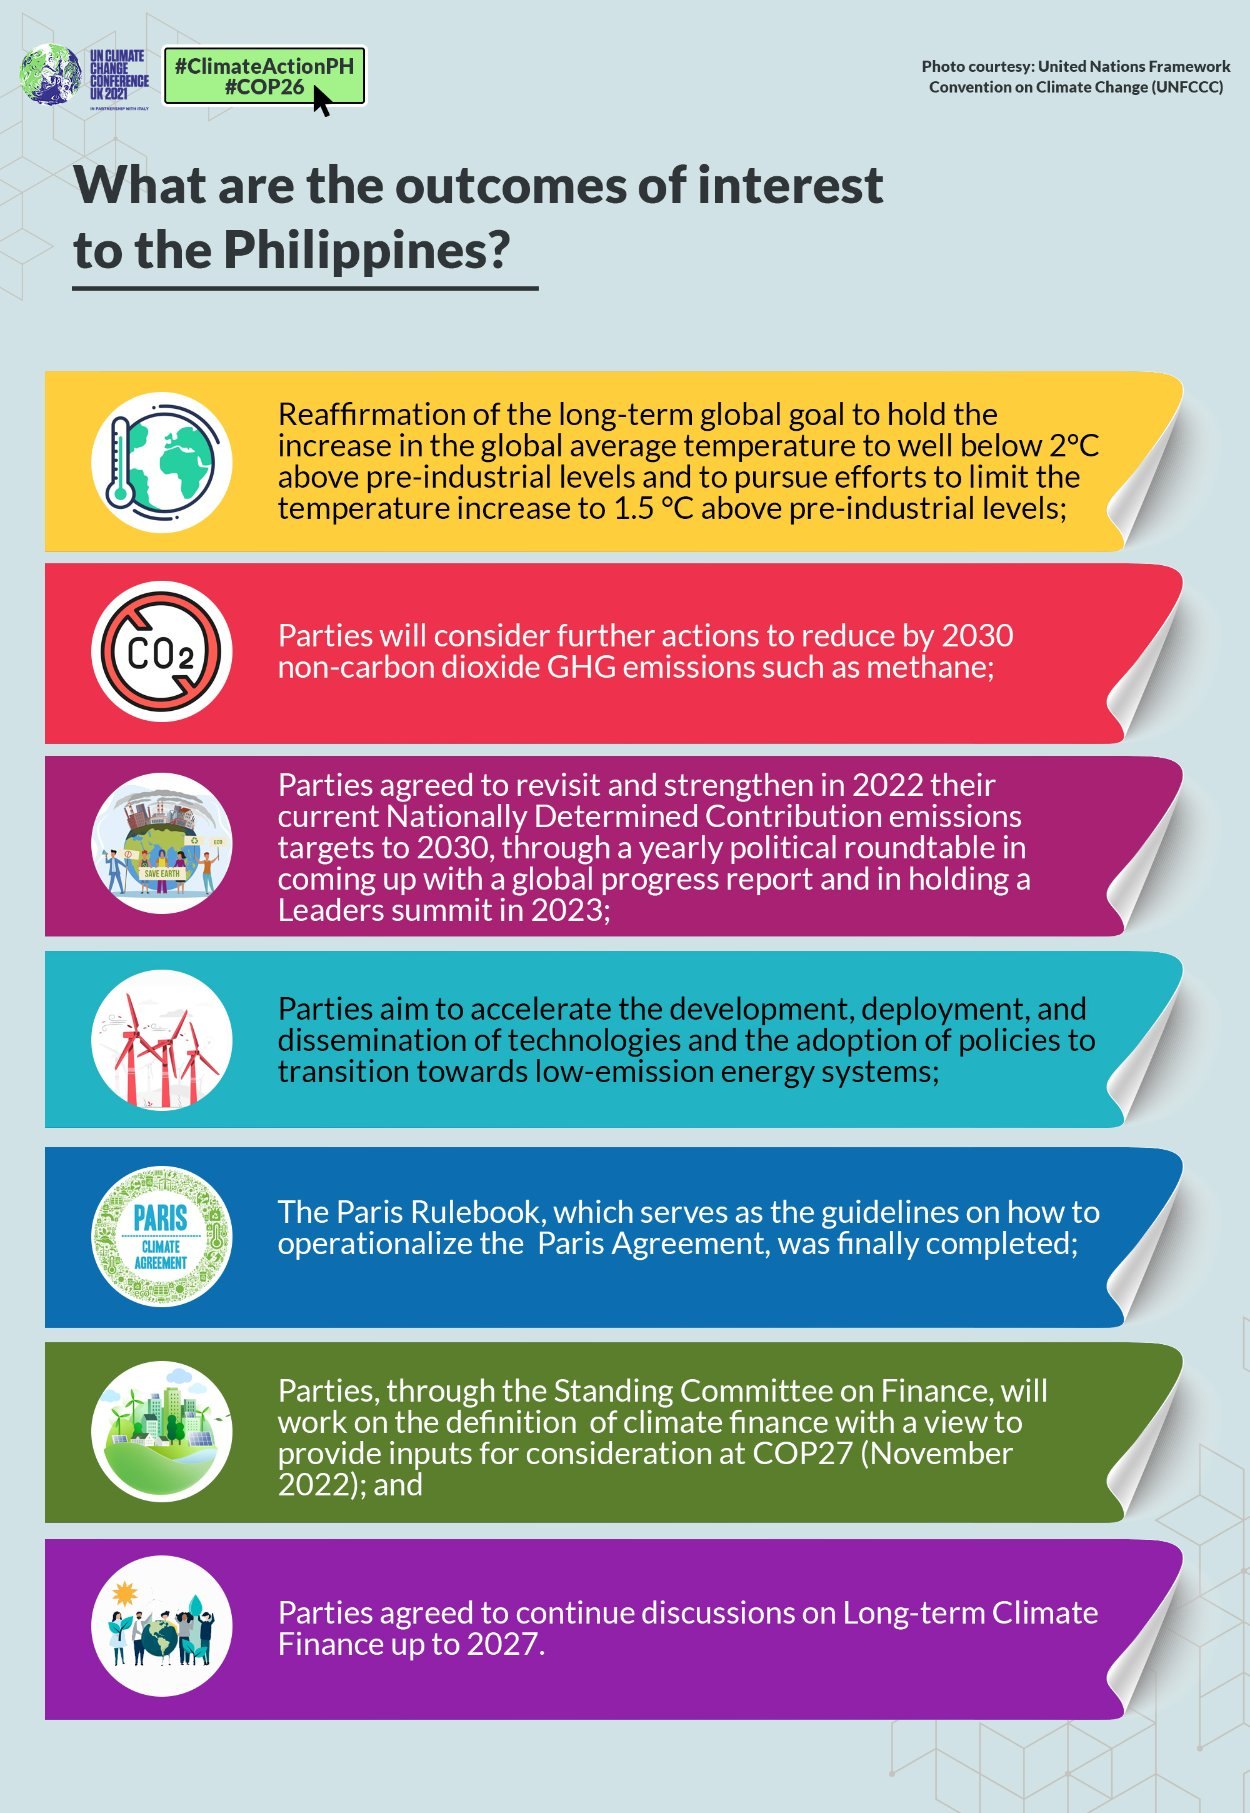 UN CLIMATE
CHANGE
CONFERENCE
UK 2021
IN PARTNERSHIP WITH ITALY
#ClimateActionPH
#COP26
Photo courtesy: United Nations Framework
Convention on Climate Change (UNFCCC)
What are the outcomes of interest
to the Philippines?
Reaffirmation of the long-term global goal to hold the
increase in the global average temperature to well below 2°C
above pre-industrial levels and to pursue efforts to limit the
temperature increase to 1.5 °C above pre-industrial levels;
CO2
Parties will consider further actions to reduce by 2030
non-carbon dioxide GHG emissions such as methane;
ECO
SAVE EARTH
Parties agreed to revisit and strengthen in 2022 their
current Nationally Determined Contribution emissions
targets to 2030, through a yearly political roundtable in
coming up with a global progress report and in holding a
Leaders summit in 2023;
Parties aim to accelerate the development, deployment, and
dissemination of technologies and the adoption of policies to
transition towards low-emission energy systems;
PARIS
CLIMATE
AGREEMENT
The Paris Rulebook, which serves as the guidelines on how to
operationalize the  Paris Agreement, was finally completed;
Parties, through the Standing Committee on Finance, will
work on the definition  of climate finance with a view to
provide inputs for consideration at COP27 (November
2022); and
Parties agreed to continue discussions on Long-term Climate
Finance up to 2027.